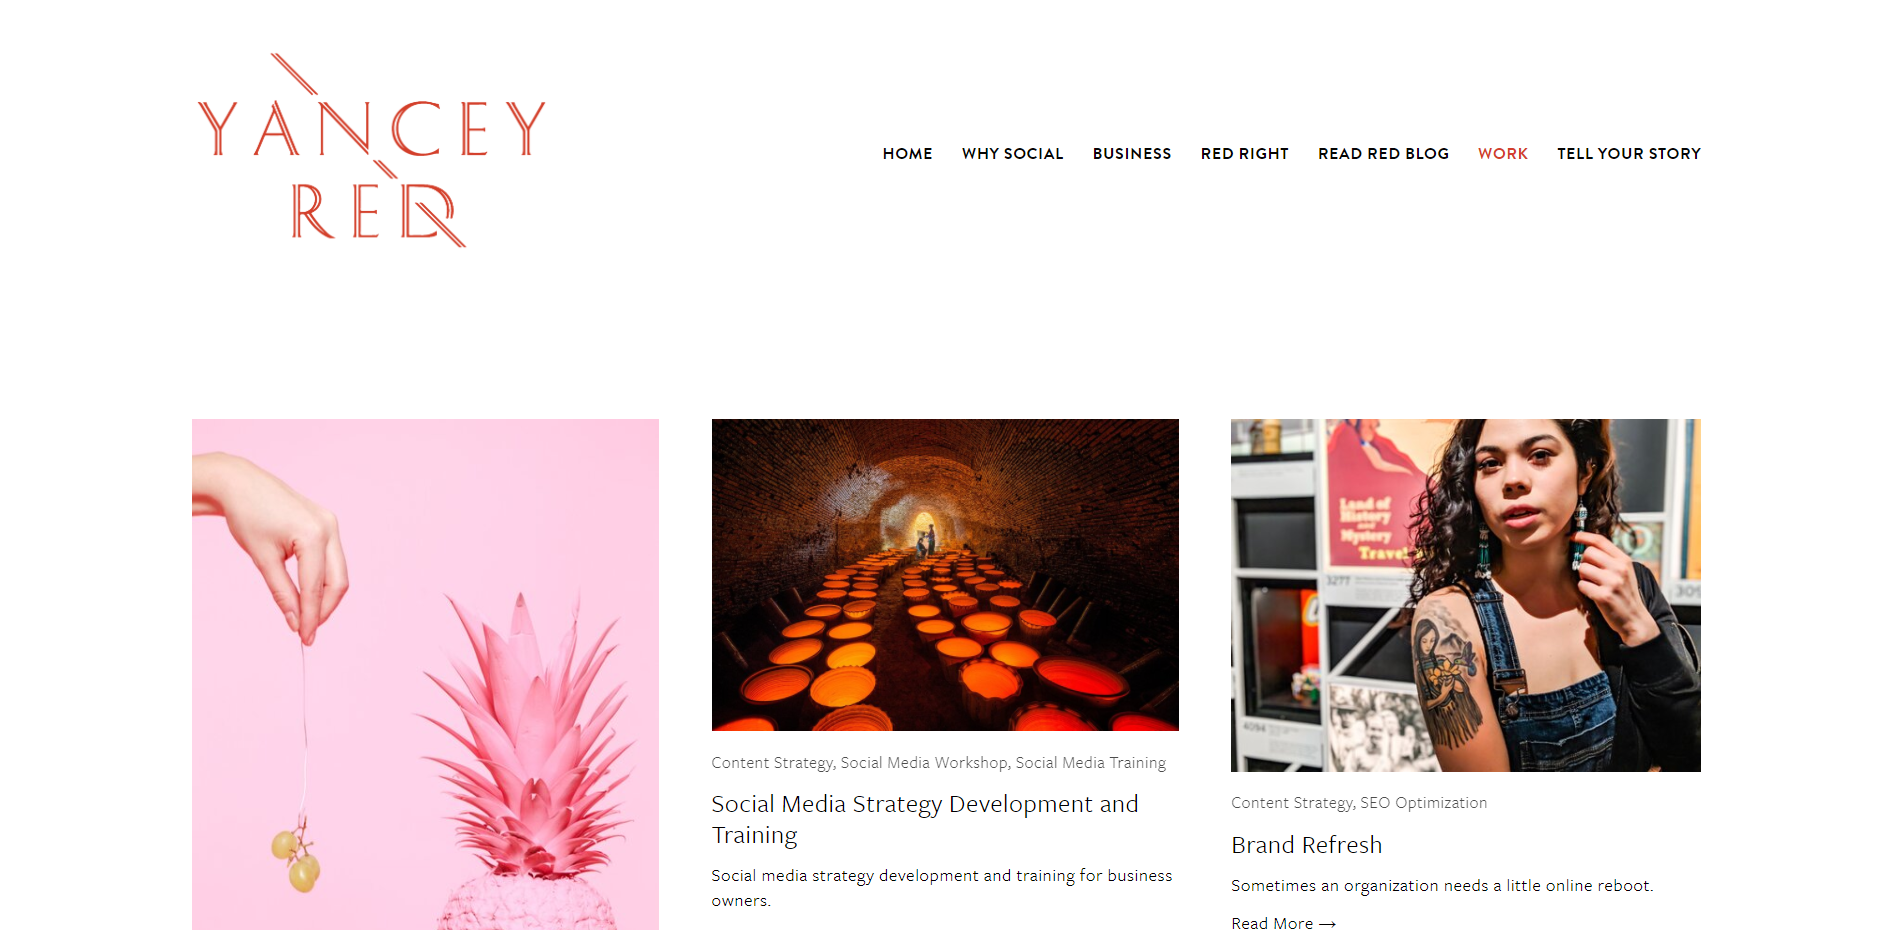 YANCEY
RED
HOME WHY SOCIAL BUSINESS RED RIGHT READ RED BLOG WORK TELL YOUR STORY
Land of
History
and
Mystery
Travel
3277
309
4094
Content Strategy, Social Media Workshop, Social Media Training
Social Media Strategy Development and
Training
Social media strategy development and training for business
owners.
Content Strategy, SEO Optimization
Brand Refresh
Sometimes an organization needs a little online reboot.
Read More →